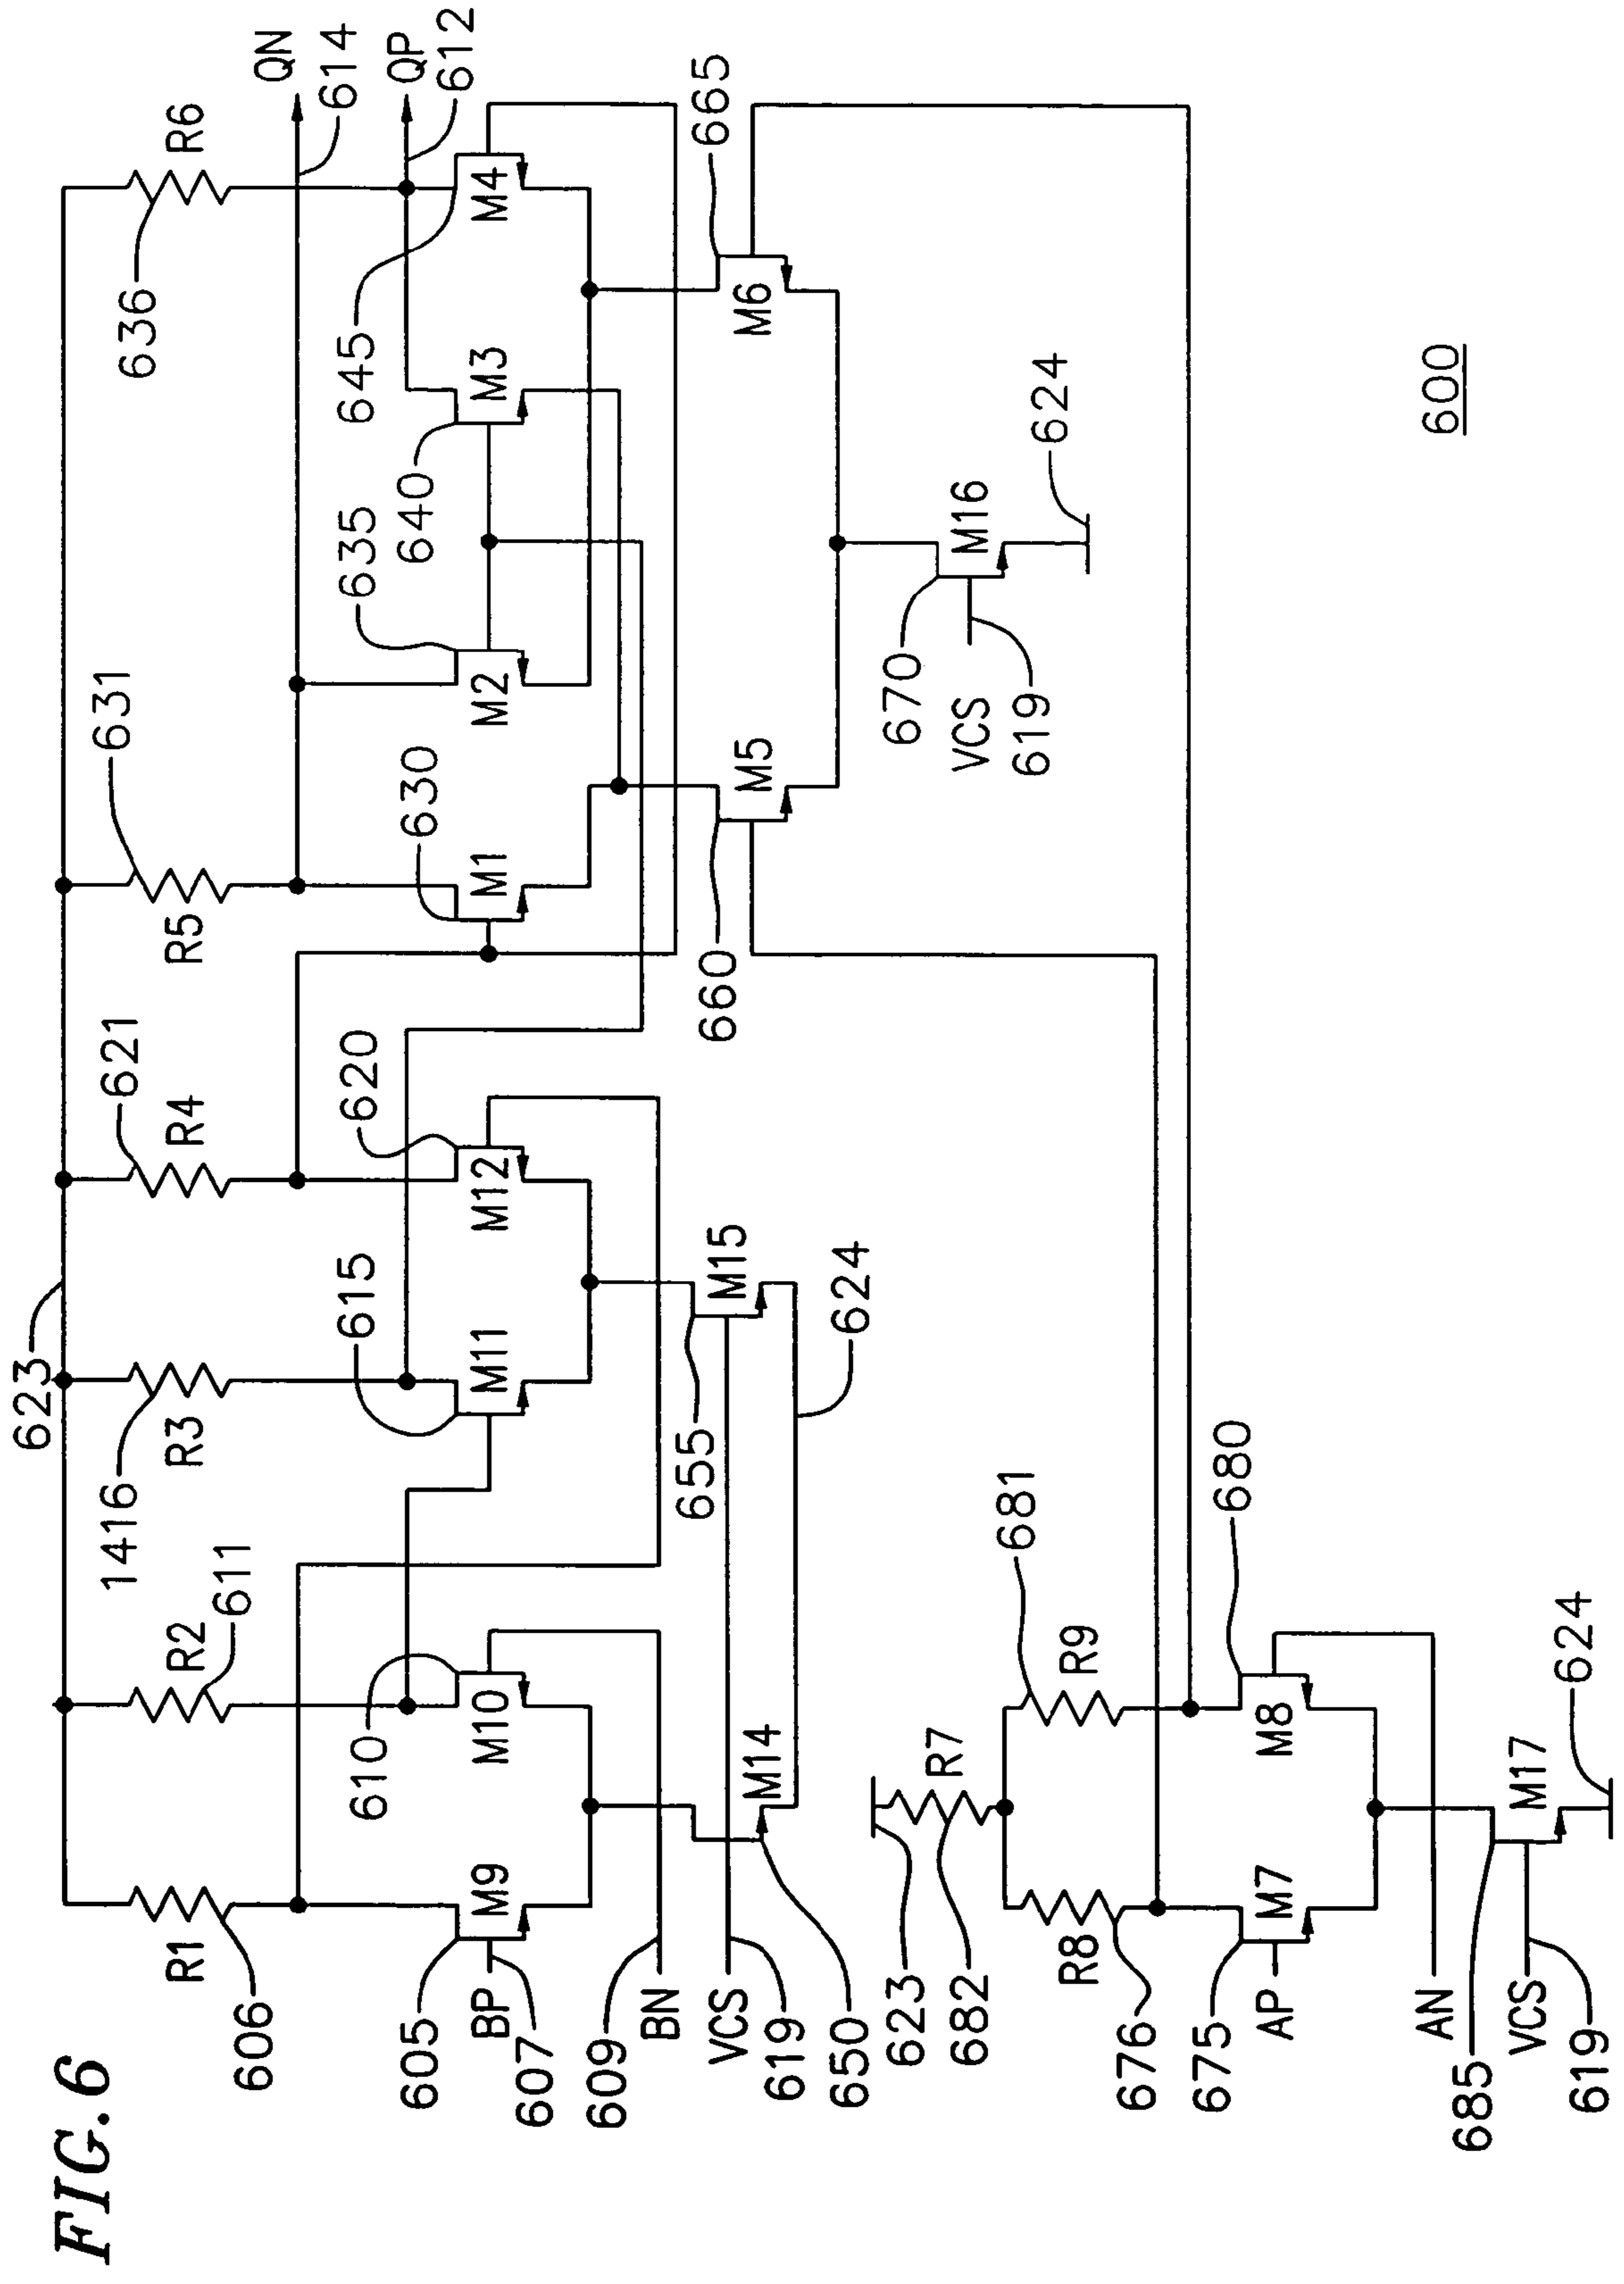 FIG. 6
623
R1
606
R2
611
1416
R3
621
R4
631
R5
636
R6
QN
614
QP
612
605
BP
607
M9
610
M10
615
M11
620
M12
630
M1
635
M2
640
M3
645
M4
609
BN
VCS
619
650
M14
655
M15
624
660
M5
665
M6
670
VCS
619
M16
624
623
682
R7
681
R9
R8
676
675
AP
M7
M8
680
AN
685
VCS
619
M17
624
600